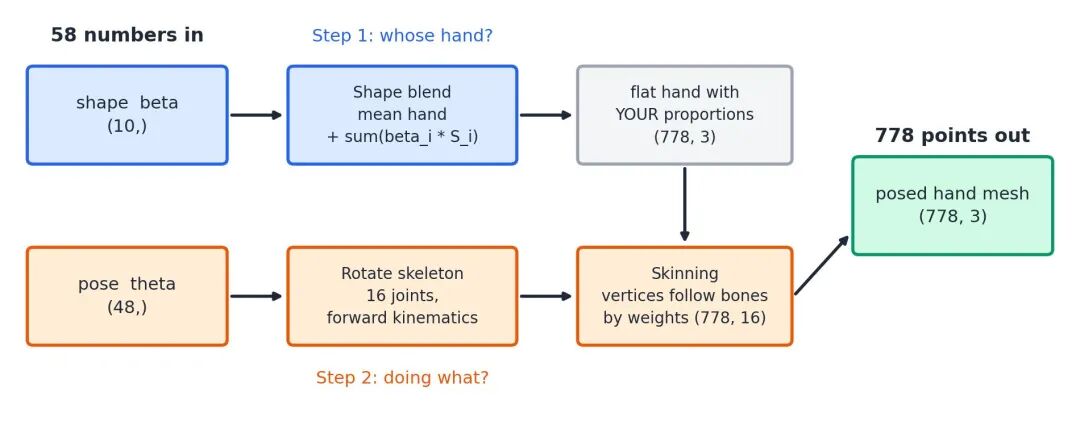 58 numbers in
Step 1: whose hand?
shape beta
(10,)
Shape blend
mean hand
+ sum(beta_i * S_i)
flat hand with
YOUR proportions
(778, 3)
778 points out
posed hand mesh
(778, 3)
pose theta
(48,)
Rotate skeleton
16 joints,
forward kinematics
Skinning
vertices follow bones
by weights (778, 16)
Step 2: doing what?